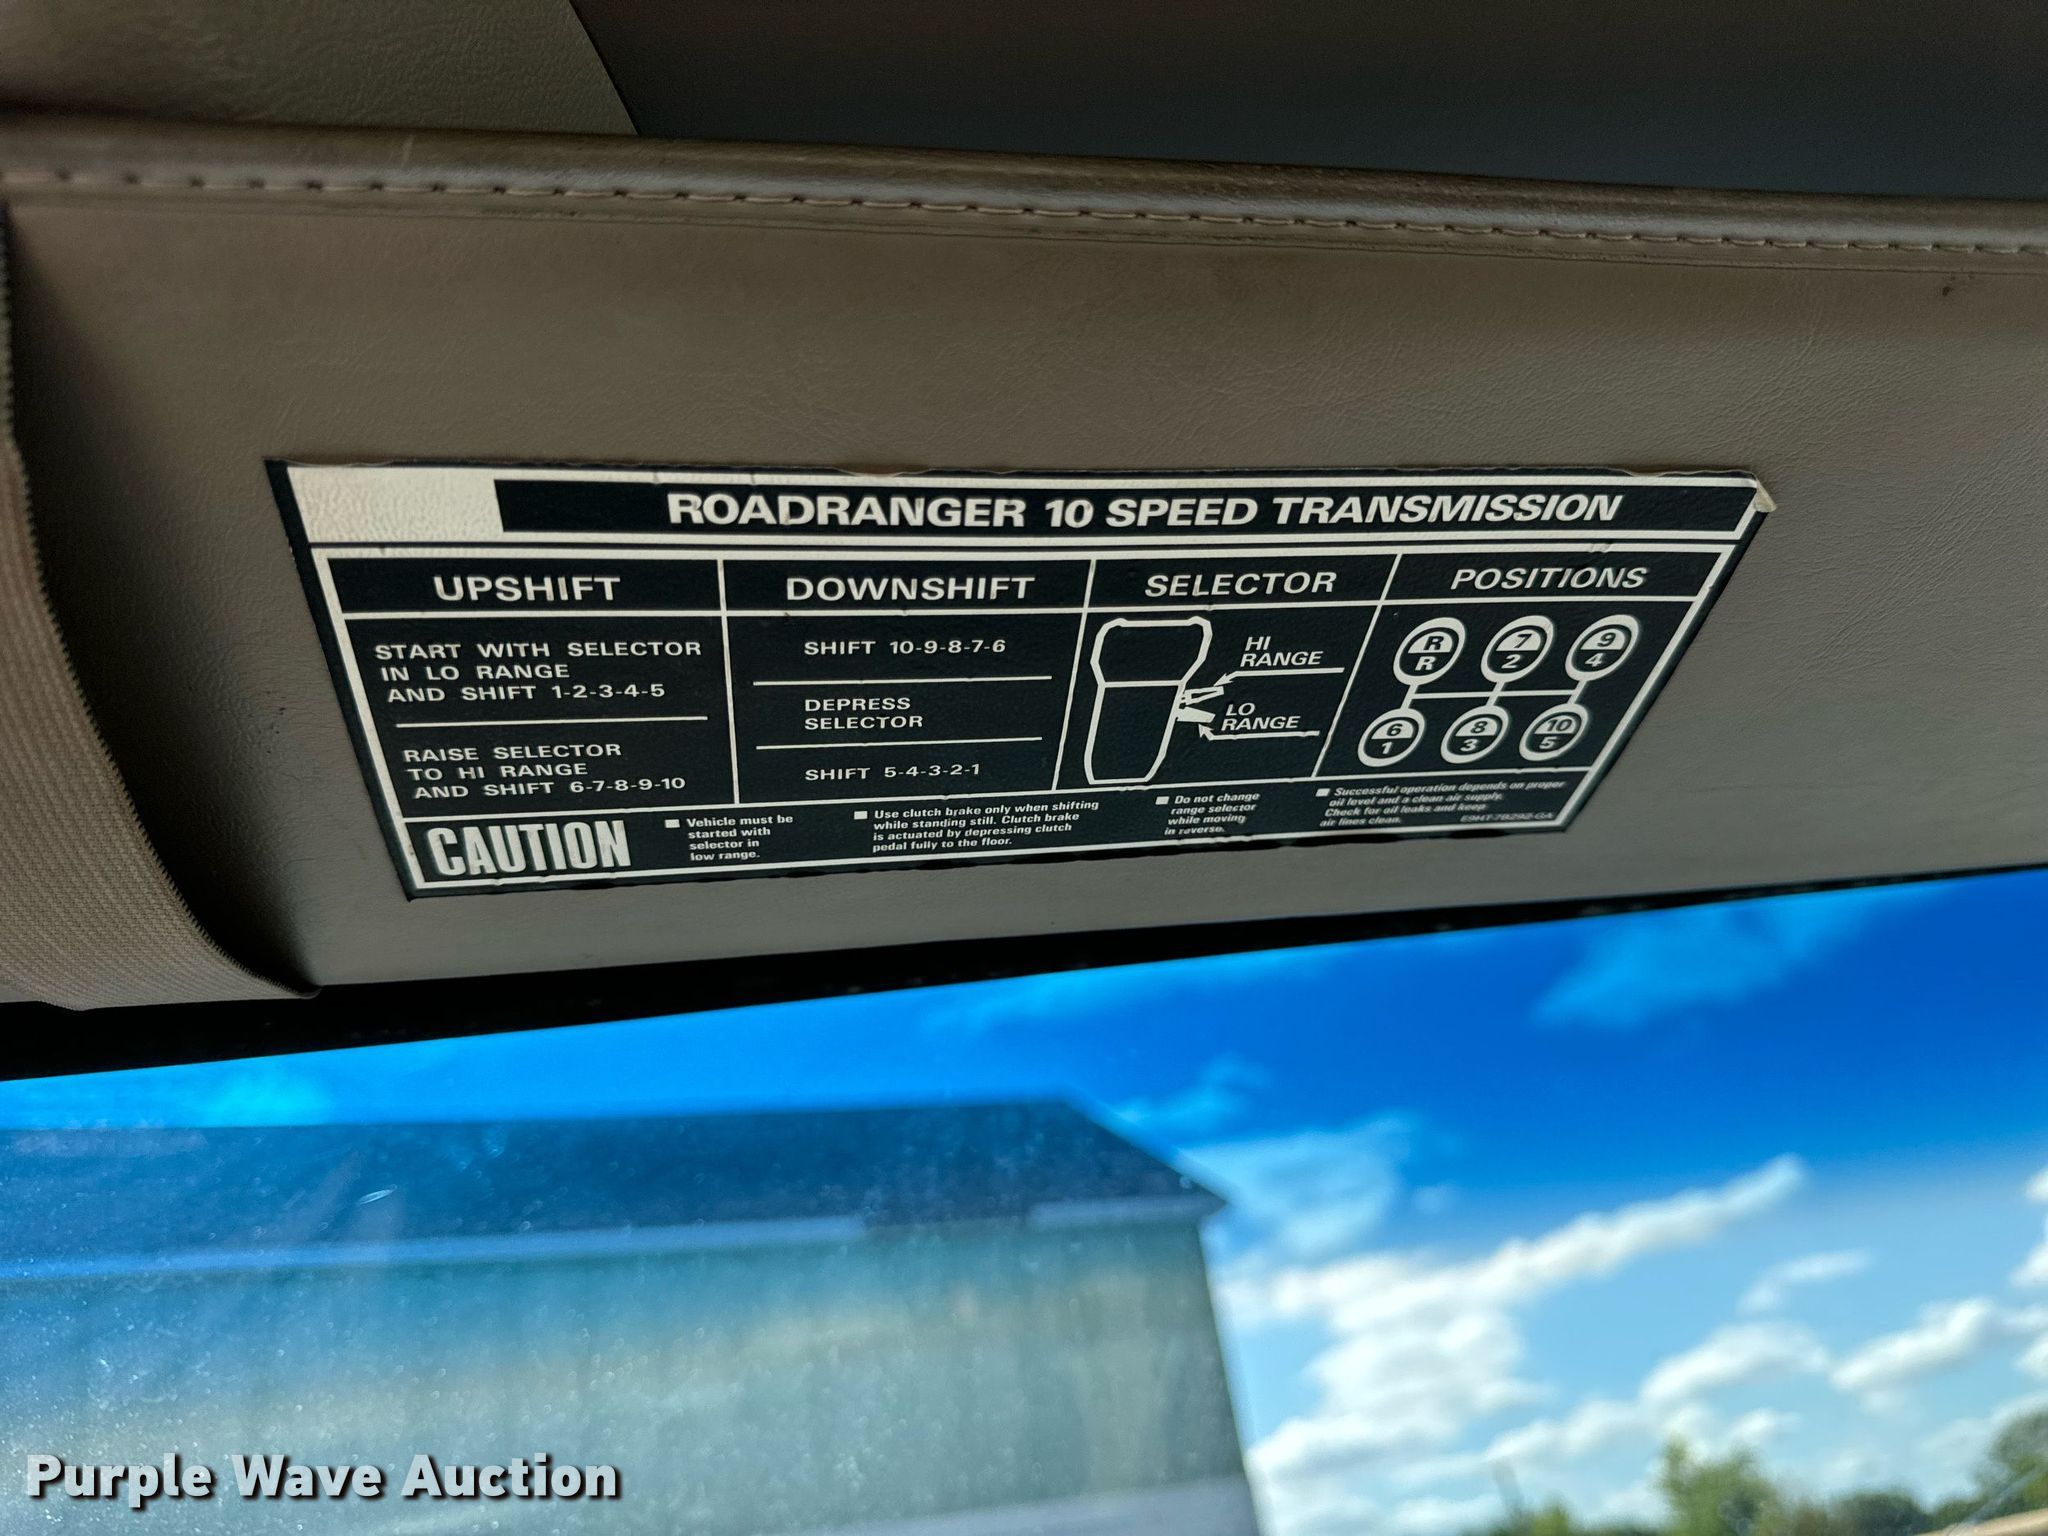 ROADRANGER 10 SPEED TRANSMISSION
UPSHIFT
START WITH SELECTOR
IN LO RANGE
AND SHIFT 1-2-3-4-5
RAISE SELECTOR
TO HI RANGE
AND SHIFT 6-7-8-9-10
DOWNSHIFT
SHIFT 10-9-8-7-6
DEPRESS
SELECTOR
SHIFT 5-4-3-2-1
SELECTOR
HI
RANGE
LO
RANGE
POSITIONS
R 7 9
R 2 4
6 8 10
1 3 5
CAUTION
■ Vehicle must be
started with
selector in
low range.
■ Use clutch brake only when shifting
while standing still. Clutch brake
is actuated by depressing clutch
pedal fully to the floor.
■ Do not change
range selector
while moving
in reverse.
■ Successful operation depends on proper
oil level and a clean air supply.
Check for oil leaks and keep
air lines clean.
E9HT-7B292-GA
Purple Wave Auction